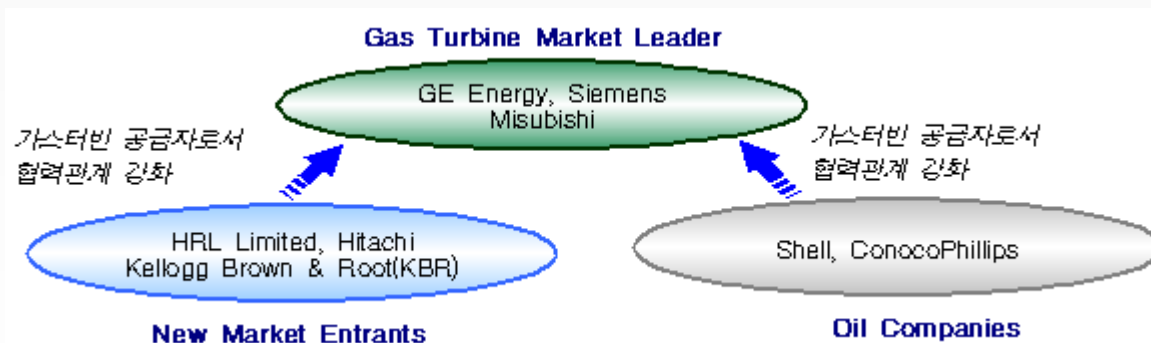 Gas Turbine Market Leader
GE Energy, Siemens
Misubishi
가스터빈 공급자로서
협력관계 강화
가스터빈 공급자로서
협력관계 강화
HRL Limited, Hitachi
Kellogg Brown & Root(KBR)
Shell, ConocoPhillips
New Market Entrants
Oil Companies